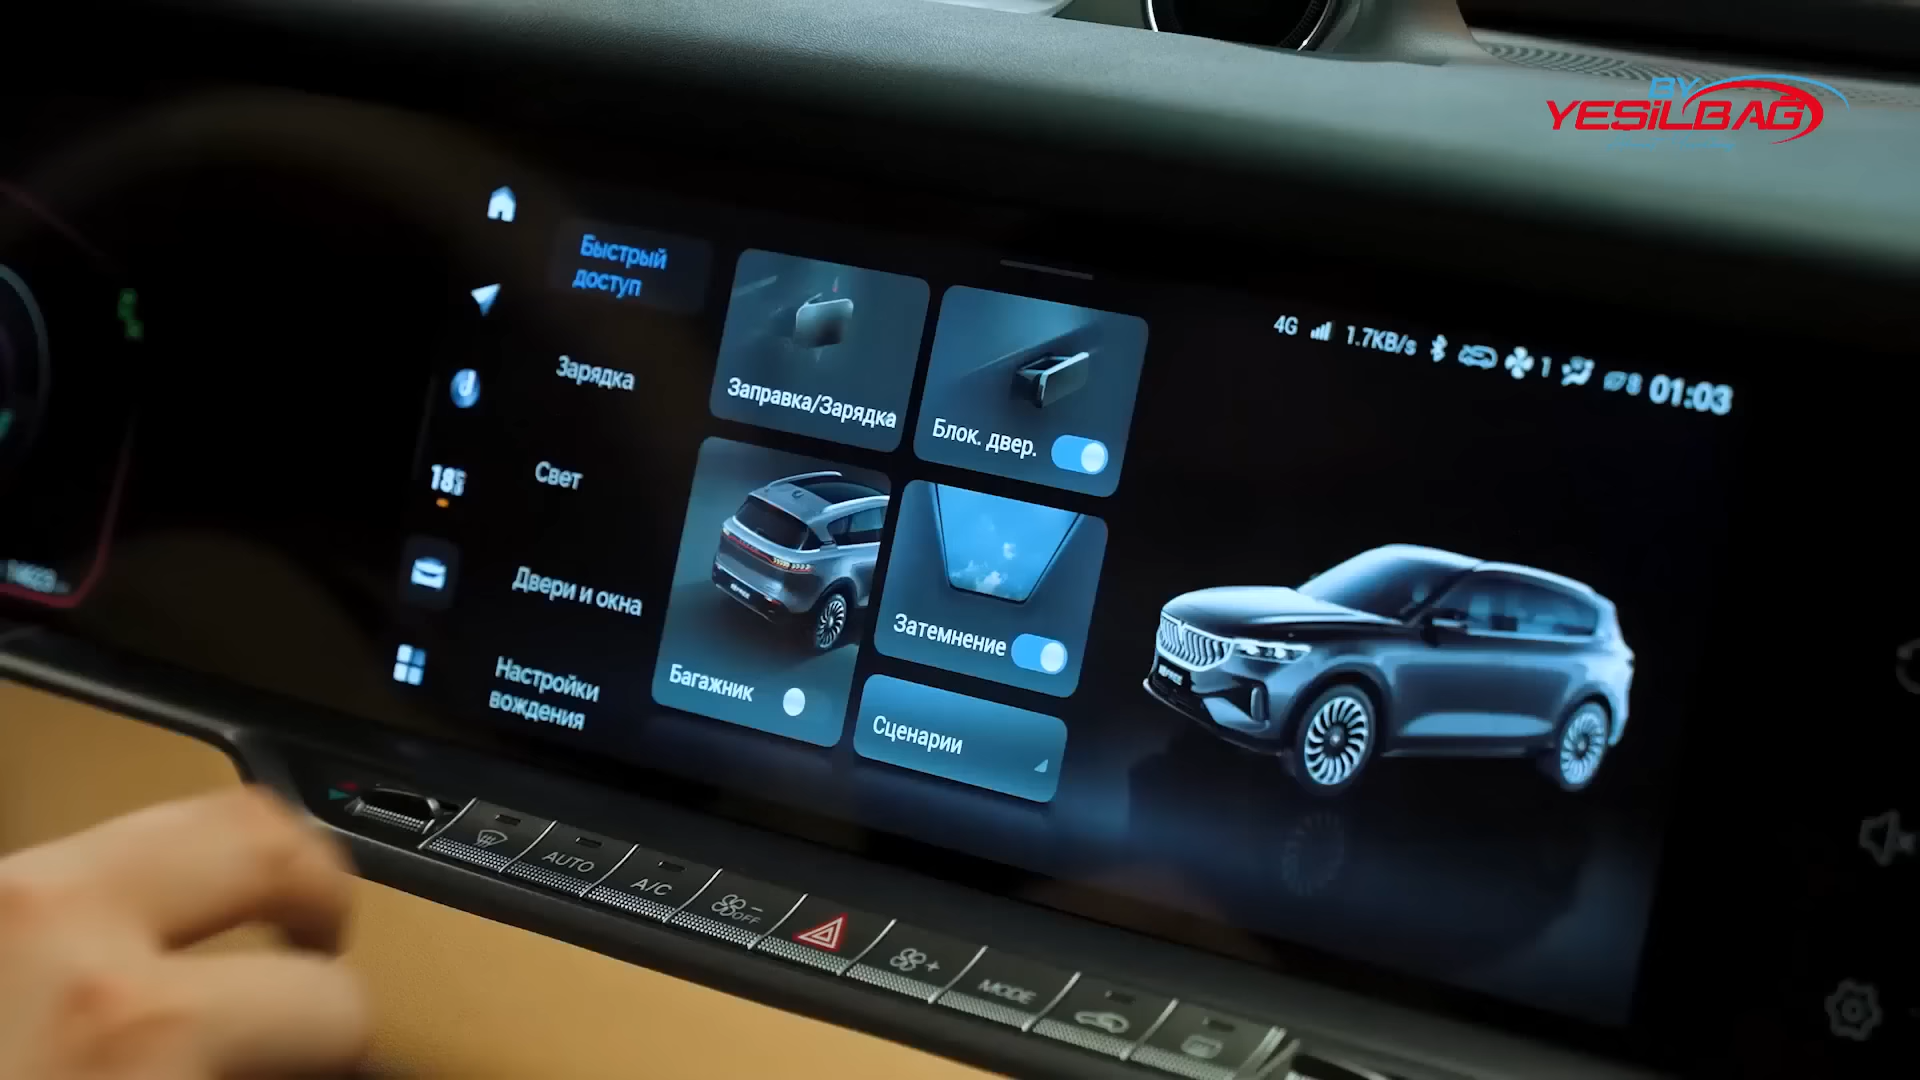 BY
YESiLBAG
Быстрый
доступ
Зарядка
Свет
Двери и окна
Настройки
вождения
Заправка/Зарядка
Блок. двер.
Багажник
Затемнение
Сценарии
4G 1.7KB/s 1 01:03
18
AUTO
A/C
OFF
MODE